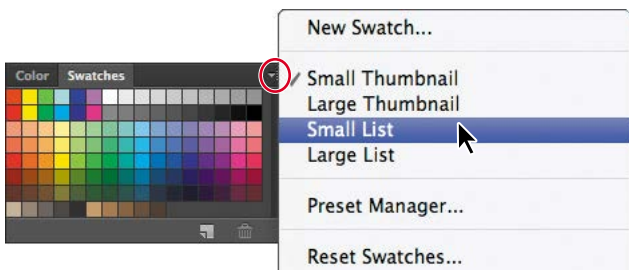 Color Swatches
New Swatch...
Small Thumbnail
Large Thumbnail
Small List
Large List
Preset Manager...
Reset Swatches...